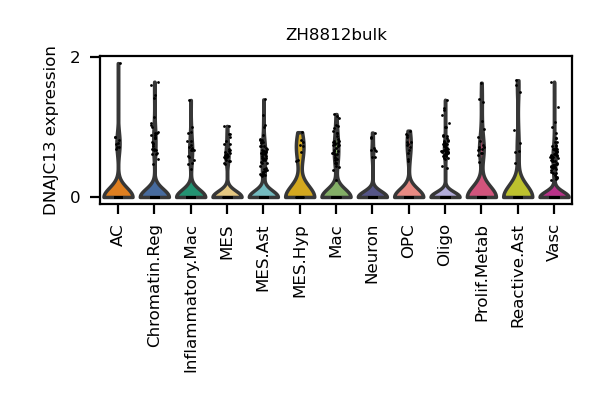 ZH8812bulk
DNAJC13 expression
2
0
AC
Chromatin.Reg
Inflammatory.Mac
MES
MES.Ast
MES.Hyp
Mac
Neuron
OPC
Oligo
Prolif.Metab
Reactive.Ast
Vasc